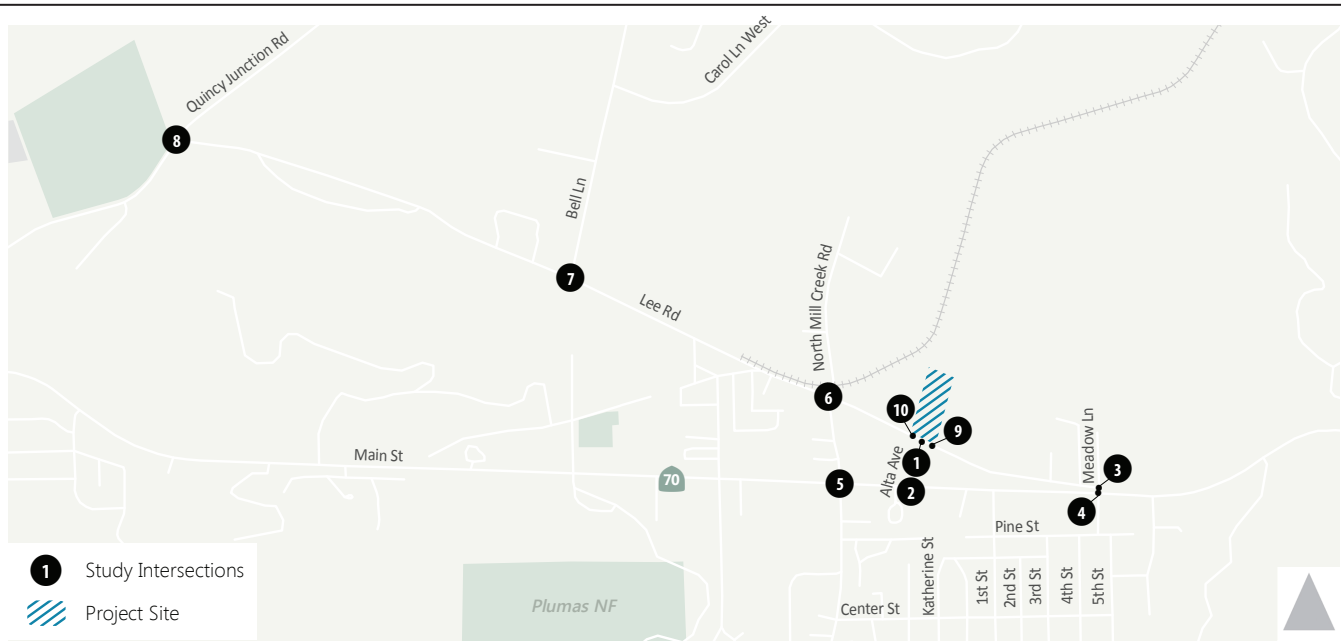 Quincy Junction Rd
Carol Ln West
8
Bell Ln
7
Lee Rd
North Mill Creek Rd
6
10
9
1
Alta Ave
2
Meadow Ln
3
4
Main St
70
5
Pine St
Katherine St
1st St
2nd St
3rd St
4th St
5th St
Center St
Plumas NF
1 Study Intersections
Project Site